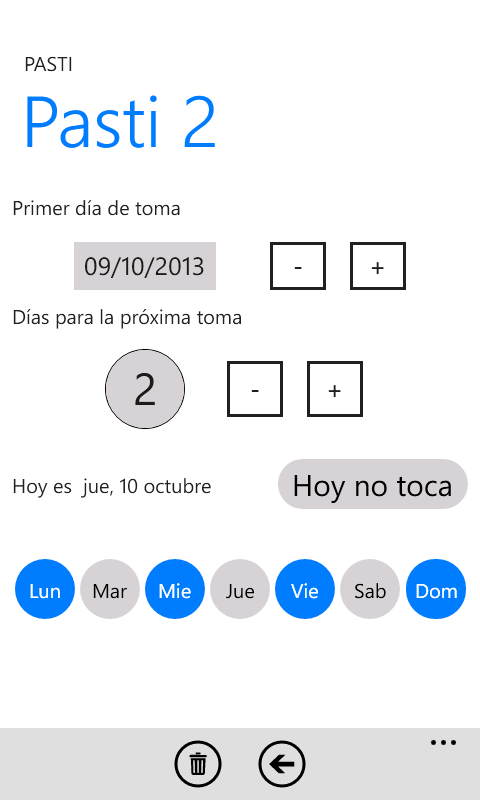 PASTI
Pasti 2
Primer día de toma
09/10/2013 - +
Días para la próxima toma
2 - +
Hoy es jue, 10 octubre Hoy no toca
Lun Mar Mie Jue Vie Sab Dom